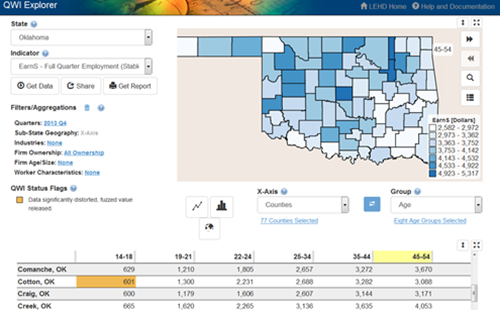 QWI Explorer
LEHD Home Help and Documentation
State
Oklahoma
Indicator
EarnS - Full Quarter Employment (Stabl
Get Data Share Get Report
Filters/Aggregations
Quarters: 2013 Q4
Sub-State Geography: X-Axis
Industries: None
Firm Ownership: All Ownership
Firm Age/Size: None
Worker Characteristics: None
QWI Status Flags
Data significantly distorted, fuzzed value
released
45-54
EarnS [Dollars]
2,582 - 2,972
2,973 - 3,362
3,363 - 3,752
3,753 - 4,142
4,143 - 4,532
4,533 - 4,922
4,923 - 5,317
X-Axis
Counties
77 Counties Selected
Group
Age
Eight Age Groups Selected
14-18 19-21 22-24 25-34 35-44 45-54
Comanche, OK 629 1,210 1,805 2,657 3,272 3,670
Cotton, OK 601 1,300 2,231 2,688 3,282 3,088
Craig, OK 600 1,179 1,606 2,607 3,144 3,171
Creek, OK 665 1,620 2,265 3,136 3,635 4,053